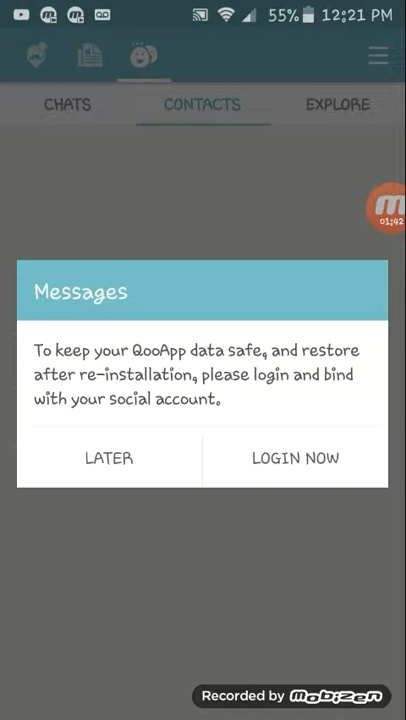 55% 12:21 PM
CHATS CONTACTS EXPLORE
01:42
Messages
To keep your QooApp data safe, and restore
after re-installation, please login and bind
with your social account.
LATER LOGIN NOW
Recorded by mobizen